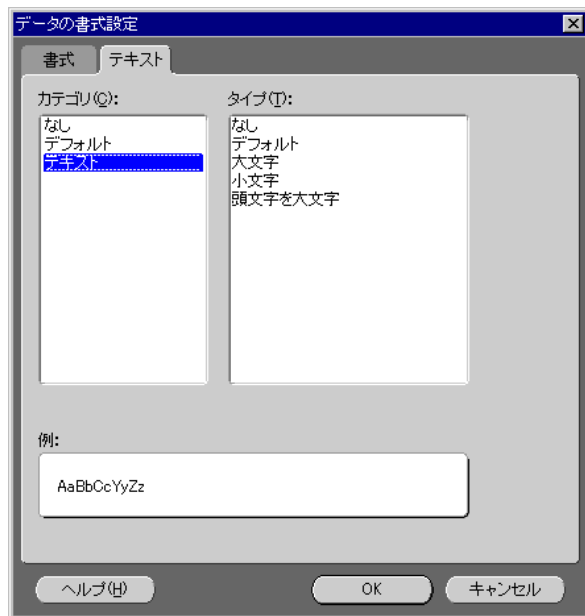 データの書式設定
書式
テキスト
カテゴリ(C):
タイプ(T):
なし
デフォルト
テキスト
なし
デフォルト
大文字
小文字
頭文字を大文字
例:
AaBbCcYyZz
ヘルプ(H)
OK
キャンセル